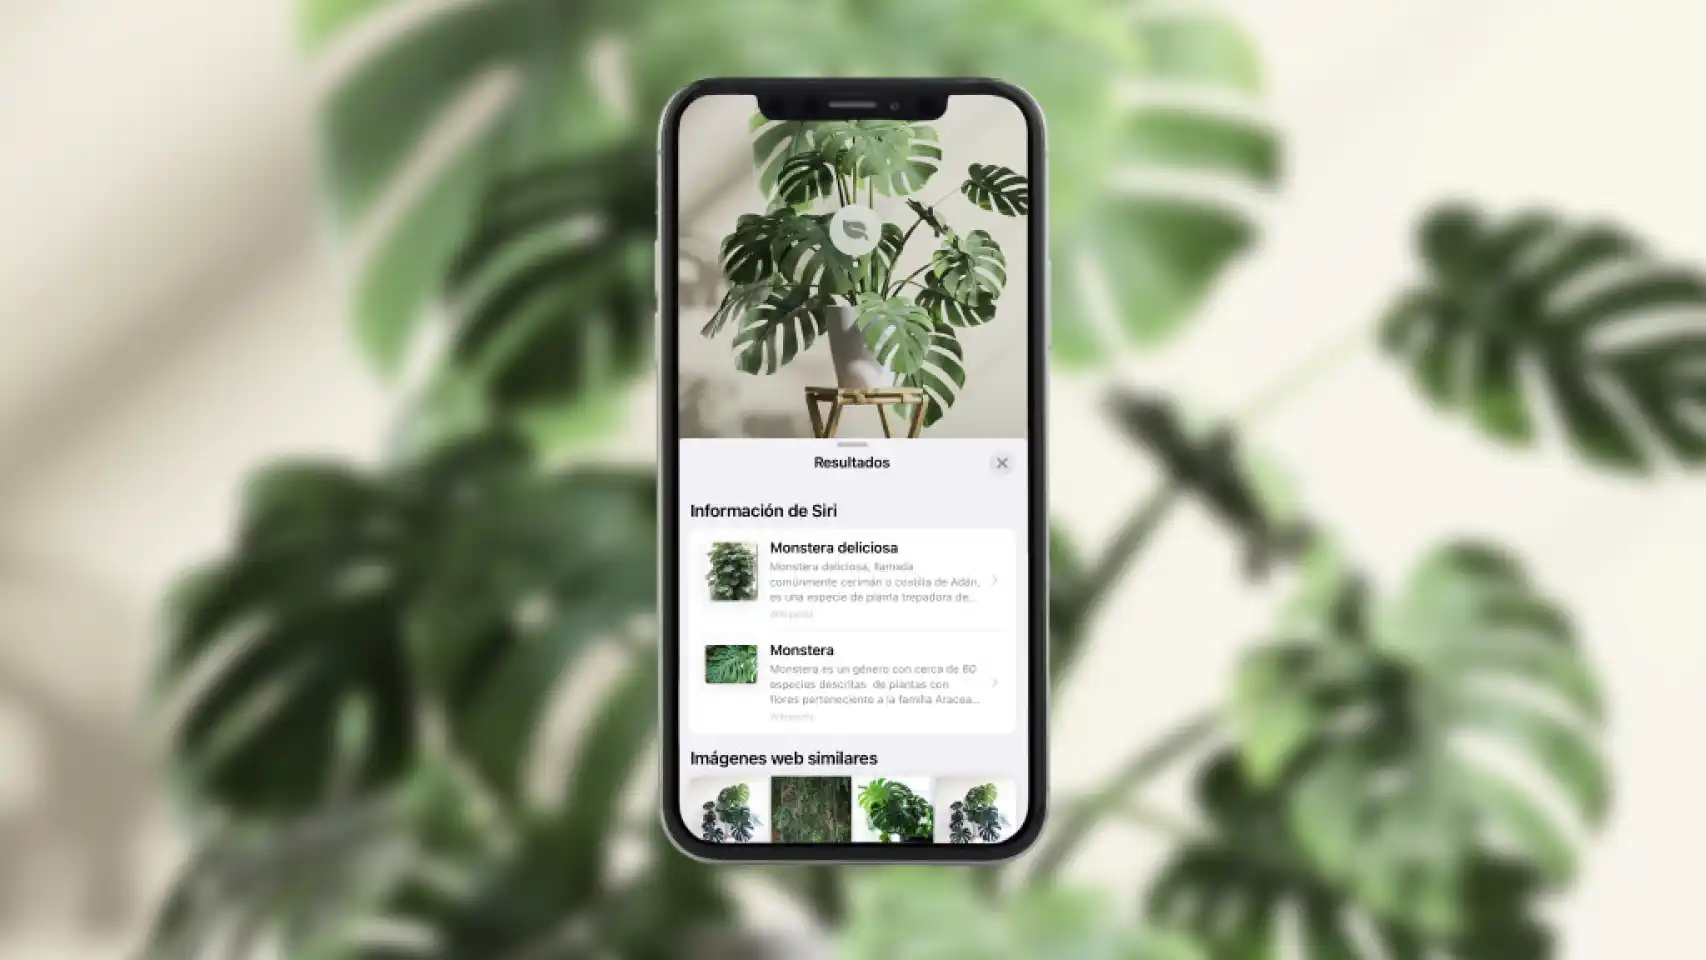 Resultados
Información de Siri
Monstera deliciosa
Monstera deliciosa, llamada
comúnmente cerimán o costilla de Adán,
es una especie de planta trepadora de...
Wikipedia
Monstera
Monstera es un género con cerca de 60
especies descritas de plantas con
flores perteneciente a la familia Aracea...
Wikipedia
Imágenes web similares